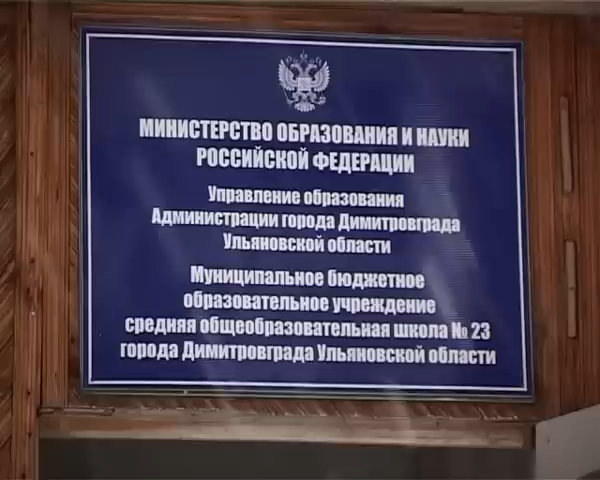 МИНИСТЕРСТВО ОБРАЗОВАНИЯ И НАУКИ
РОССИЙСКОЙ ФЕДЕРАЦИИ
Управление образования
Администрации города Димитровграда
Ульяновской области
Муниципальное бюджетное
образовательное учреждение
средняя общеобразовательная школа № 23
города Димитровграда Ульяновской области